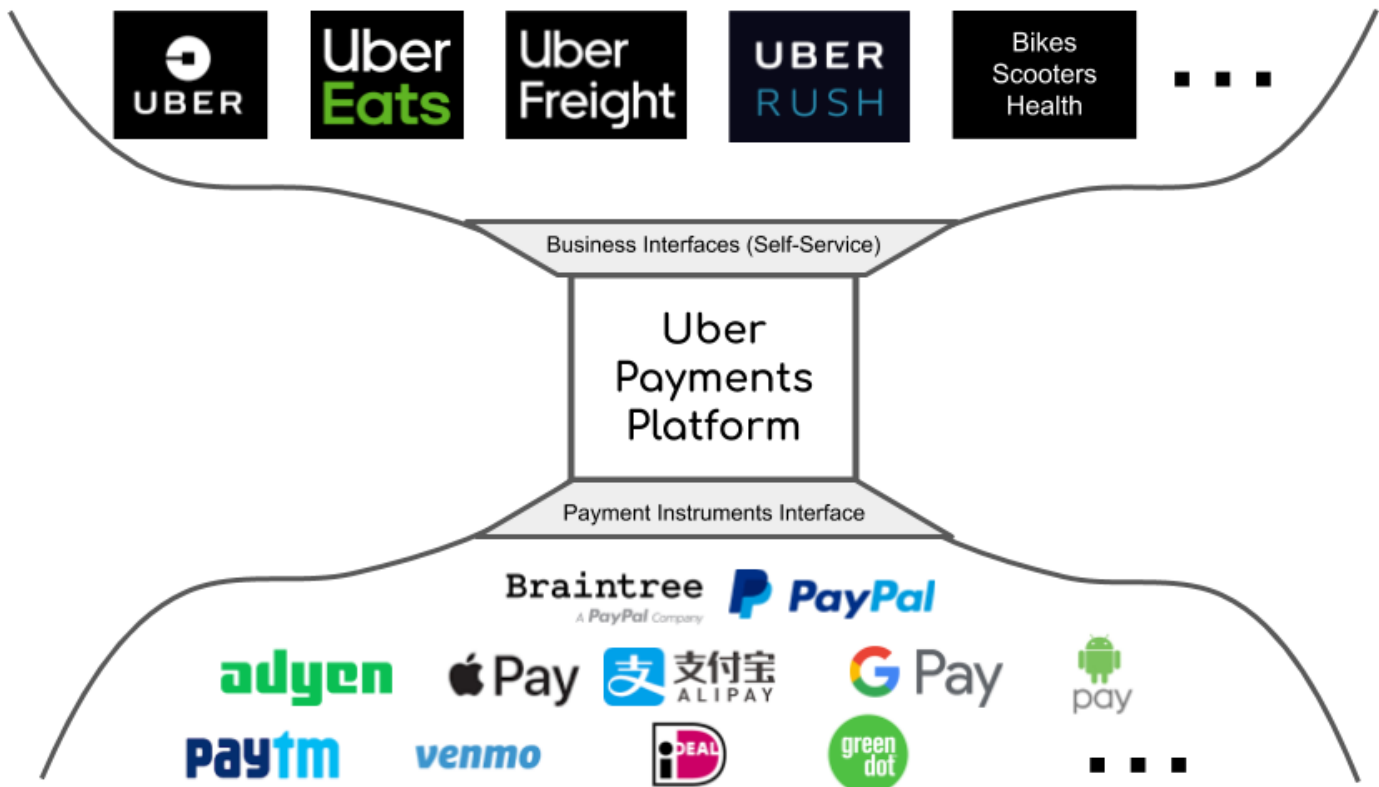 UBER
Uber
Eats
Uber
Freight
UBER
RUSH
Bikes
Scooters
Health
Business Interfaces (Self-Service)
Uber
Payments
Platform
Payment Instruments Interface
Braintree
A PayPal Company
PayPal
adyen
Pay
支 支付宝
ALIPAY
G Pay
pay
paytm
venmo
iDEAL
green
dot